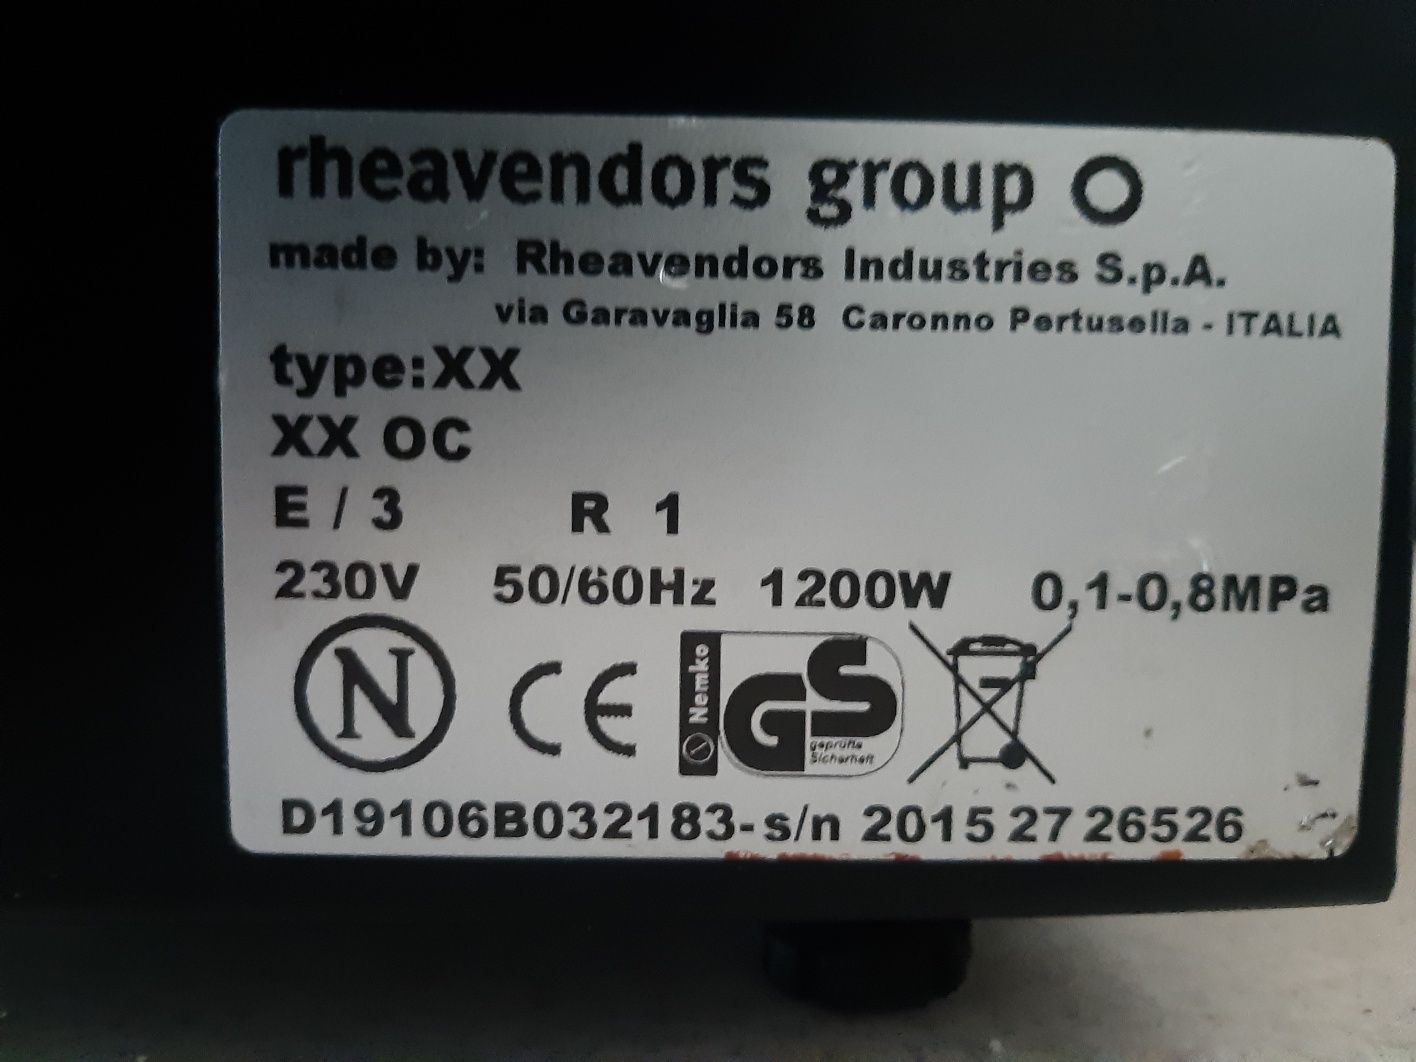 rheavendors group
made by: Rheavendors Industries S.p.A.
via Garavaglia 58 Caronno Pertusella - ITALIA
type:XX
XX OC
E / 3 R 1
230V 50/60Hz 1200W 0,1-0,8MPa
N CE Nemko GS geprüfte Sicherheit
D19106B032183-s/n 2015 27 26526